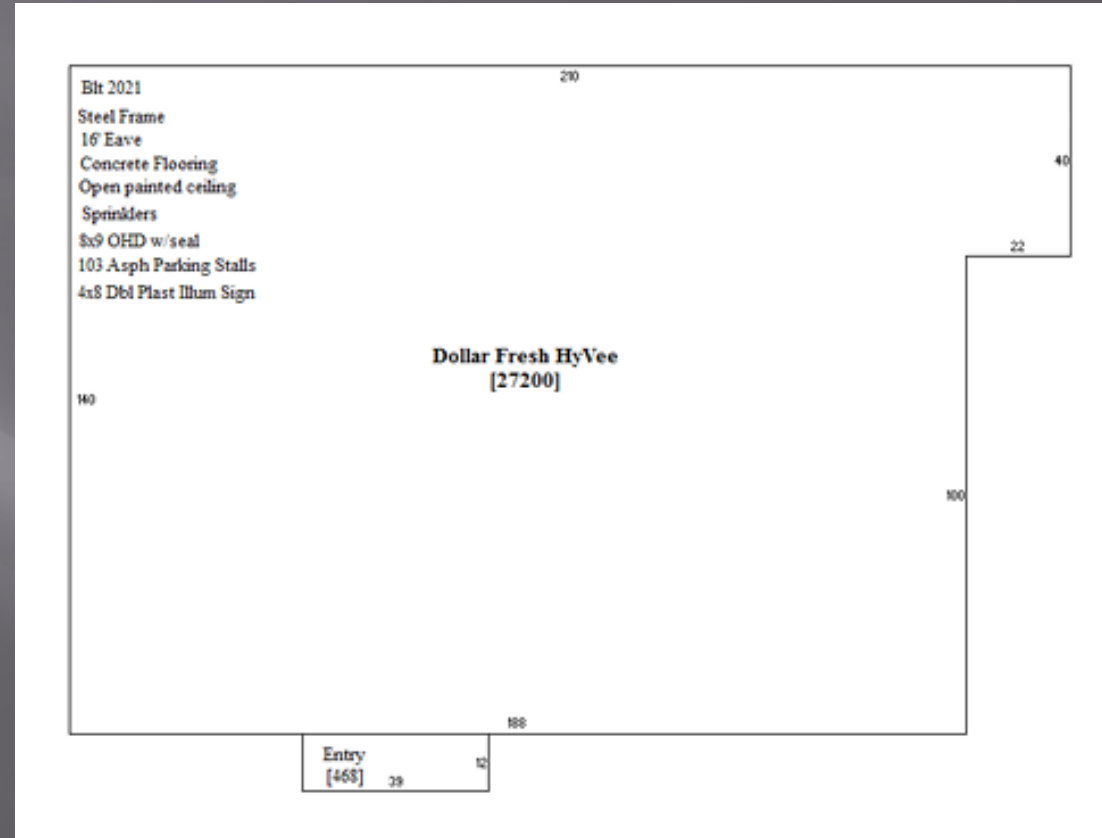 210
Blt 2021
Steel Frame
16' Eave
Concrete Flooring
Open painted ceiling
Sprinklers
8x9 OHD w/seal
103 Asph Parking Stalls
4x8 Dbl Plast Illum Sign
40
22
Dollar Fresh HyVee
[27200]
140
100
188
Entry
[468]
39
12